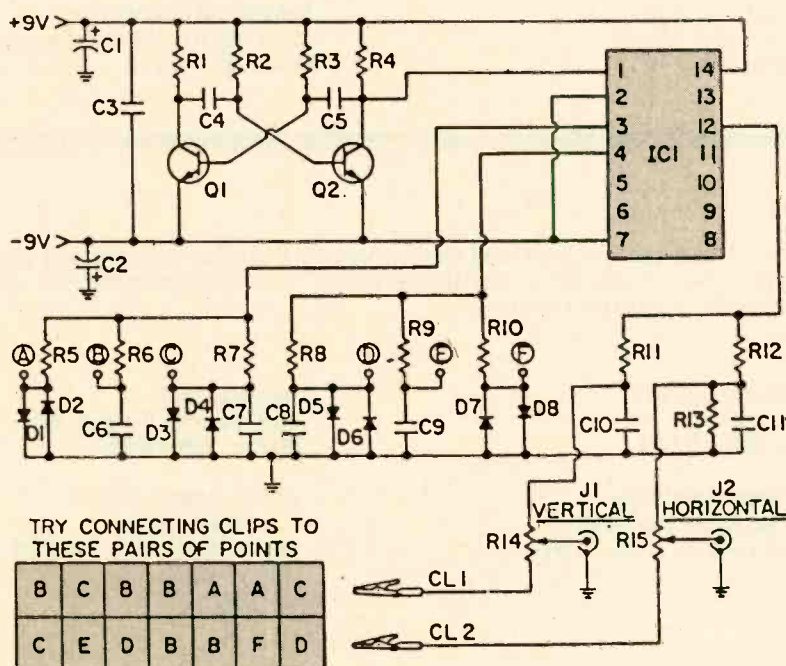 +9V
C1
R1 R2 R3 R4
C3
C4 C5
Q1 Q2
1 14
2 13
3 12
4 IC1 11
5 10
6 9
7 8
-9V
C2
A R5 B R6 C R7 R8 D R9 E R10 F R11 R12
D1 D2 C6 D3 D4 C7 C8 D5 D6 C9 D7 D8 C10 R13 C11
J1 J2
VERTICAL HORIZONTAL
R14 R15
TRY CONNECTING CLIPS TO
THESE PAIRS OF POINTS
B C B B A A C
C E D B B F D
CL1
CL2